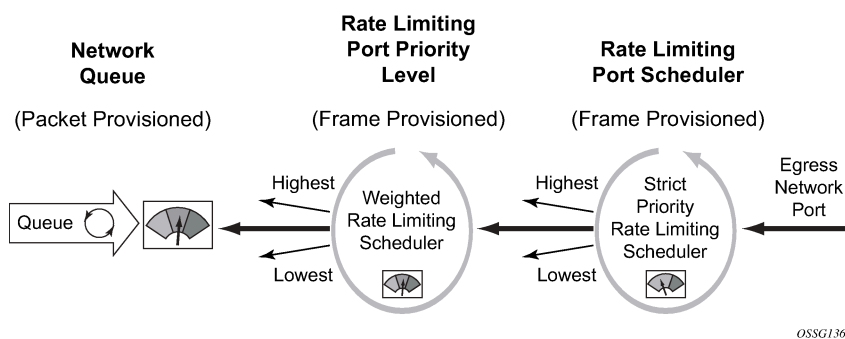 Network
Queue
(Packet Provisioned)
Rate Limiting
Port Priority
Level
(Frame Provisioned)
Rate Limiting
Port Scheduler
(Frame Provisioned)
Queue
Highest
Lowest
Weighted
Rate Limiting
Scheduler
Highest
Lowest
Strict
Priority
Rate Limiting
Scheduler
Egress
Network
Port
OSSG136